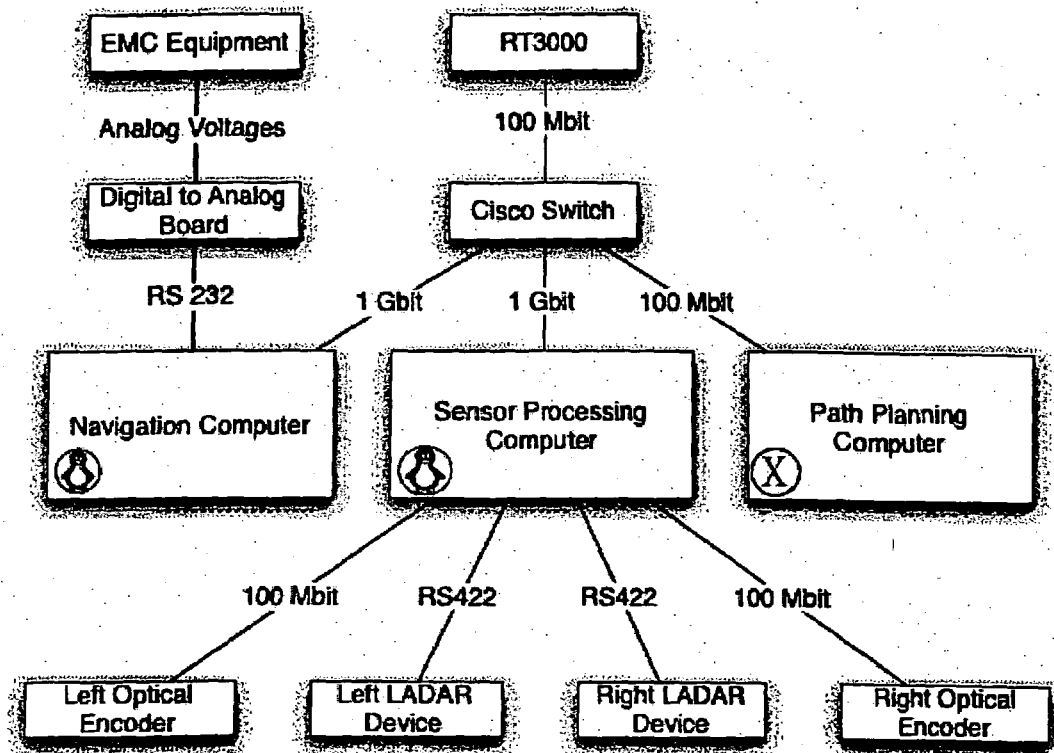 EMC Equipment
RT3000
Analog Voltages
100 Mbit
Digital to Analog
Board
Cisco Switch
RS 232
1 Gbit
1 Gbit
100 Mbit
Navigation Computer
Sensor Processing
Computer
Path Planning
Computer
X
100 Mbit
RS422
RS422
100 Mbit
Left Optical
Encoder
Left LADAR
Device
Right LADAR
Device
Right Optical
Encoder